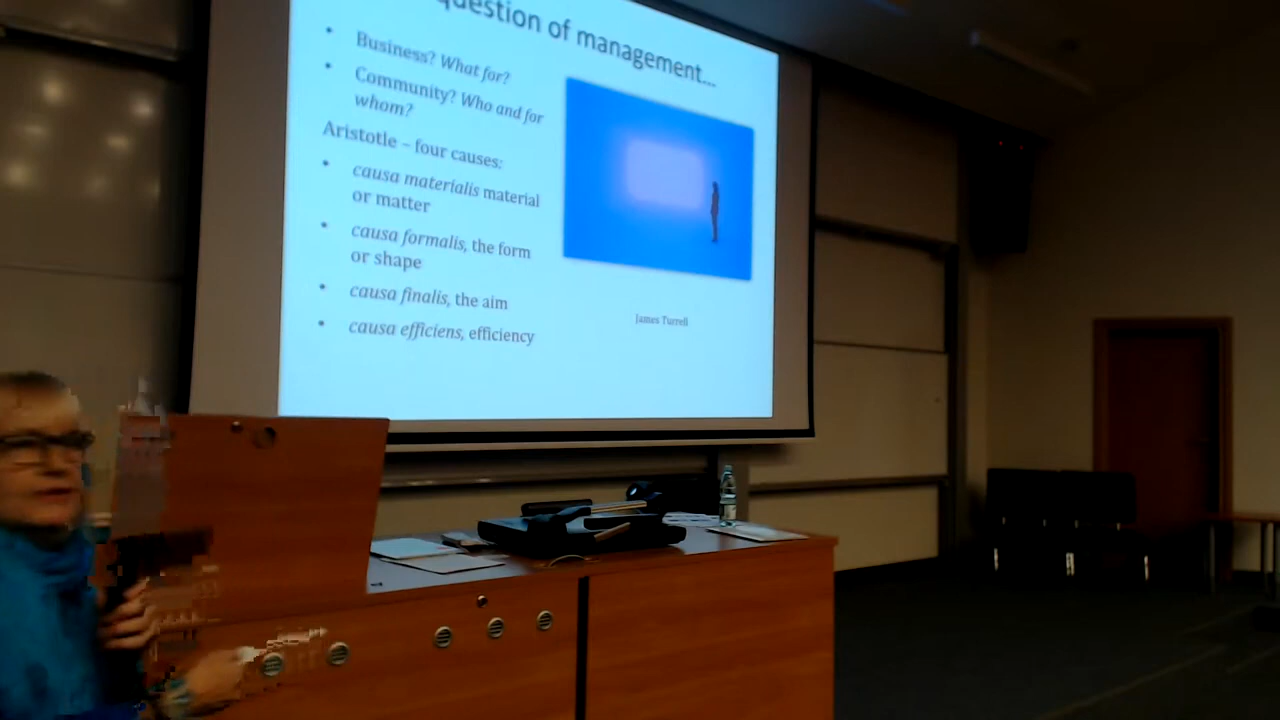 question of management...
• Business? What for?
• Community? Who and for
whom?
Aristotle – four causes:
• causa materialis material
or matter
• causa formalis, the form
or shape
• causa finalis, the aim
• causa efficiens, efficiency
James Turrell